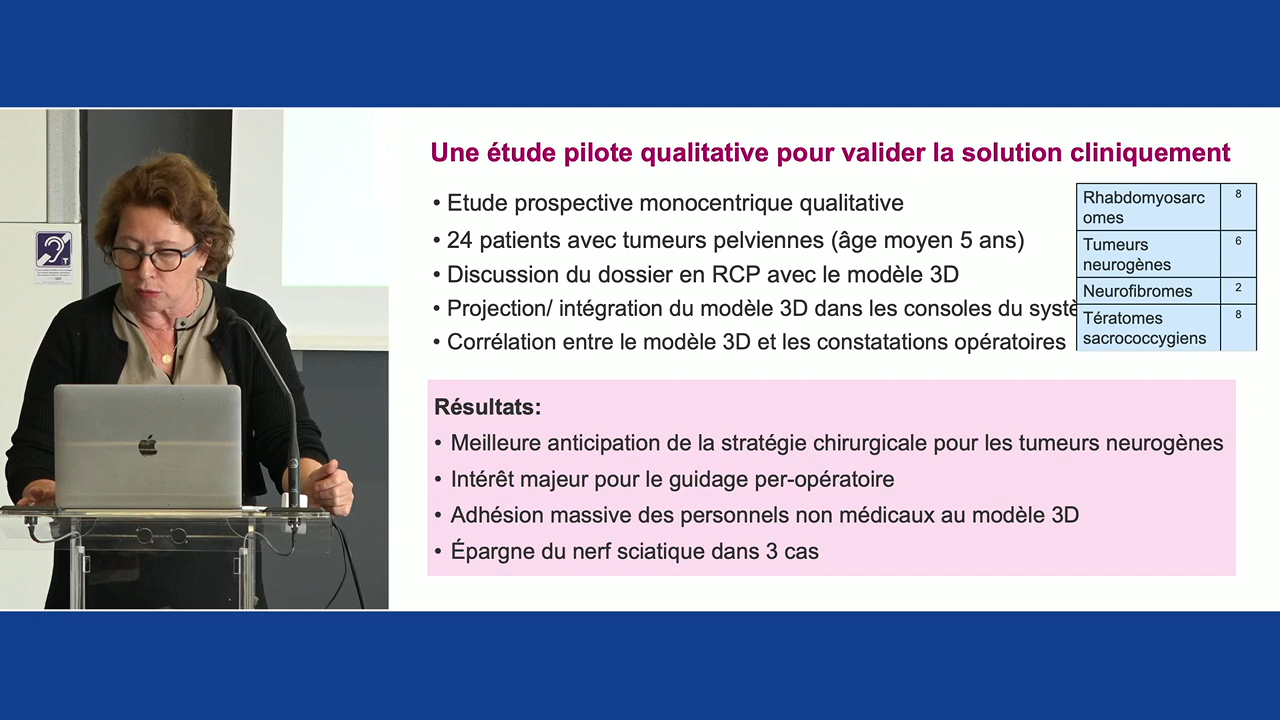 Une étude pilote qualitative pour valider la solution cliniquement
• Etude prospective monocentrique qualitative
• 24 patients avec tumeurs pelviennes (âge moyen 5 ans)
• Discussion du dossier en RCP avec le modèle 3D
• Projection/ intégration du modèle 3D dans les consoles du systè
• Corrélation entre le modèle 3D et les constatations opératoires
Rhabdomyosarc
omes 8
Tumeurs
neurogènes 6
Neurofibromes 2
Tératomes
sacrococcygiens 8
Résultats:
• Meilleure anticipation de la stratégie chirurgicale pour les tumeurs neurogènes
• Intérêt majeur pour le guidage per-opératoire
• Adhésion massive des personnels non médicaux au modèle 3D
• Épargne du nerf sciatique dans 3 cas
T